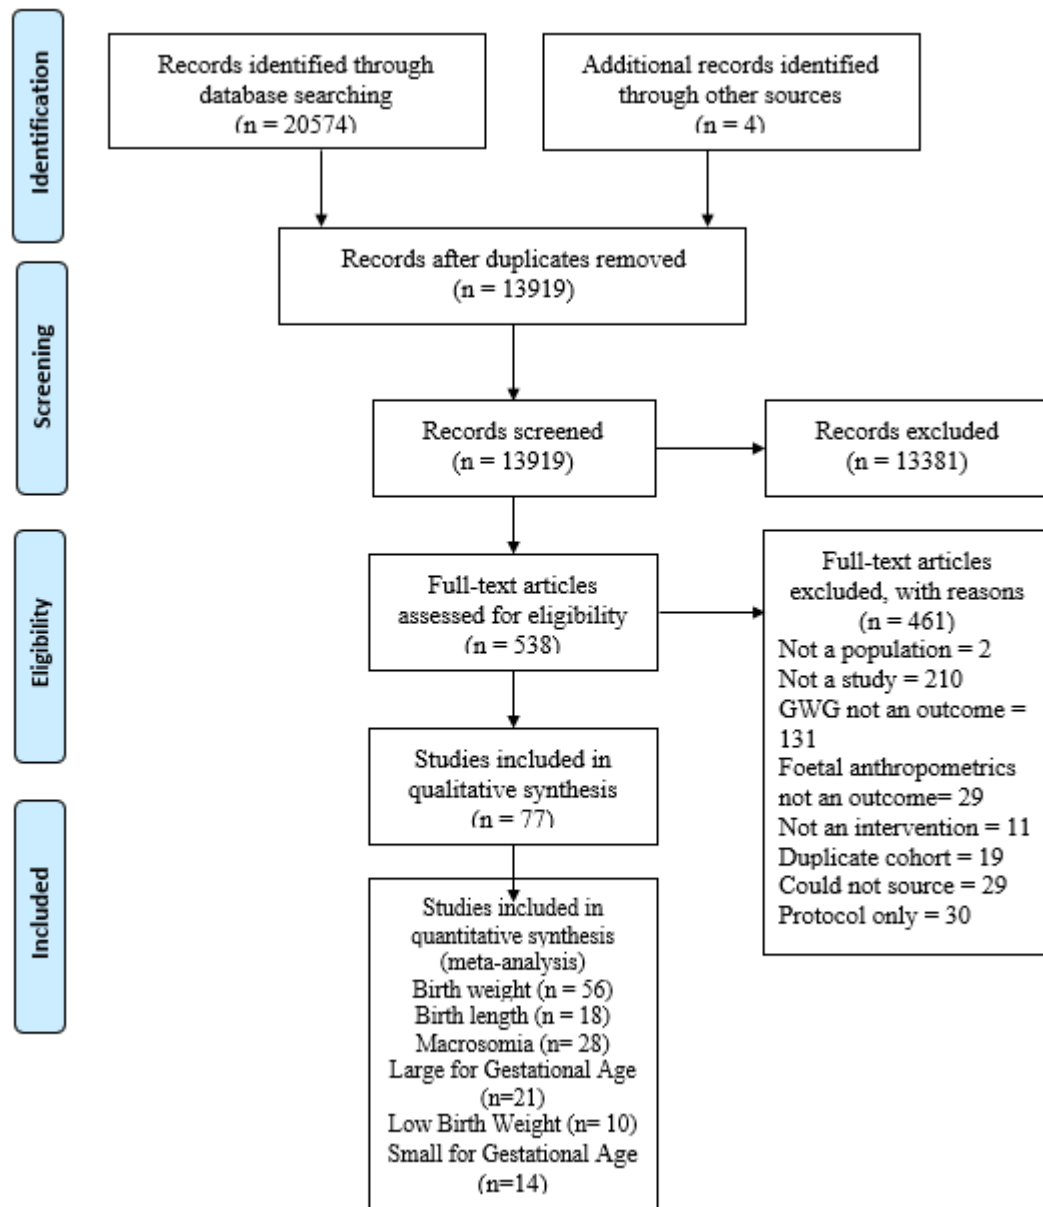 Identification
Records identified through
database searching
(n = 20574)
Additional records identified
through other sources
(n = 4)
Records after duplicates removed
(n = 13919)
Screening
Records screened
(n = 13919)
Records excluded
(n = 13381)
Eligibility
Full-text articles
assessed for eligibility
(n = 538)
Full-text articles
excluded, with reasons
(n = 461)
Not a population = 2
Not a study = 210
GWG not an outcome =
131
Foetal anthropometrics
not an outcome= 29
Not an intervention = 11
Duplicate cohort = 19
Could not source = 29
Protocol only = 30
Studies included in
qualitative synthesis
(n = 77)
Included
Studies included in
quantitative synthesis
(meta-analysis)
Birth weight (n = 56)
Birth length (n = 18)
Macrosomia (n= 28)
Large for Gestational Age
(n=21)
Low Birth Weight (n= 10)
Small for Gestational Age
(n=14)